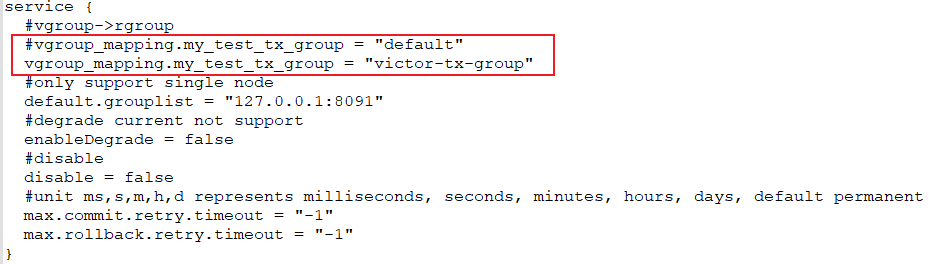 service {
#vgroup->rgroup
#vgroup_mapping.my_test_tx_group = "default"
vgroup_mapping.my_test_tx_group = "victor-tx-group"
#only support single node
default.grouplist = "127.0.0.1:8091"
#degrade current not support
enableDegrade = false
#disable
disable = false
#unit ms,s,m,h,d represents milliseconds, seconds, minutes, hours, days, default permanent
max.commit.retry.timeout = "-1"
max.rollback.retry.timeout = "-1"
}